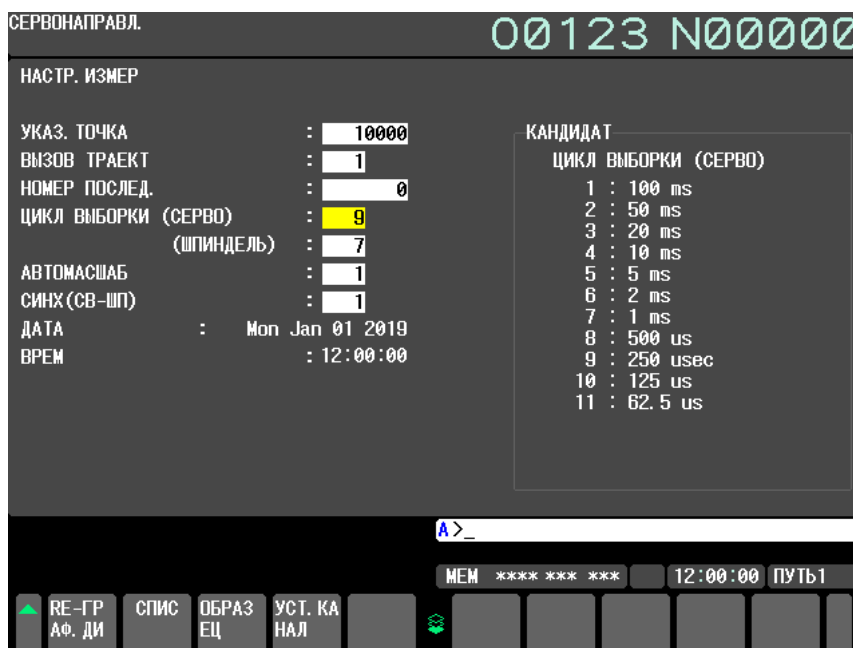 СЕРВОНАПРАВЛ.
O0123 N00000
НАСТР. ИЗМЕР
УКАЗ. ТОЧКА : 10000
ВЫЗОВ ТРАЕКТ : 1
НОМЕР ПОСЛЕД. : 0
ЦИКЛ ВЫБОРКИ (СЕРВО) : 9
(ШПИНДЕЛЬ) : 7
АВТОМАСШАБ : 1
СИНХ(СВ-ШП) : 1
ДАТА : Mon Jan 01 2019
ВРЕМ : 12:00:00
КАНДИДАТ
ЦИКЛ ВЫБОРКИ (СЕРВО)
1 : 100 ms
2 : 50 ms
3 : 20 ms
4 : 10 ms
5 : 5 ms
6 : 2 ms
7 : 1 ms
8 : 500 us
9 : 250 usec
10 : 125 us
11 : 62.5 us
A>_
MEM **** *** *** 12:00:00 ПУТЬ1
RE-ГР
АФ. ДИ
СПИС
ОБРАЗ
ЕЦ
УСТ. КА
НАЛ